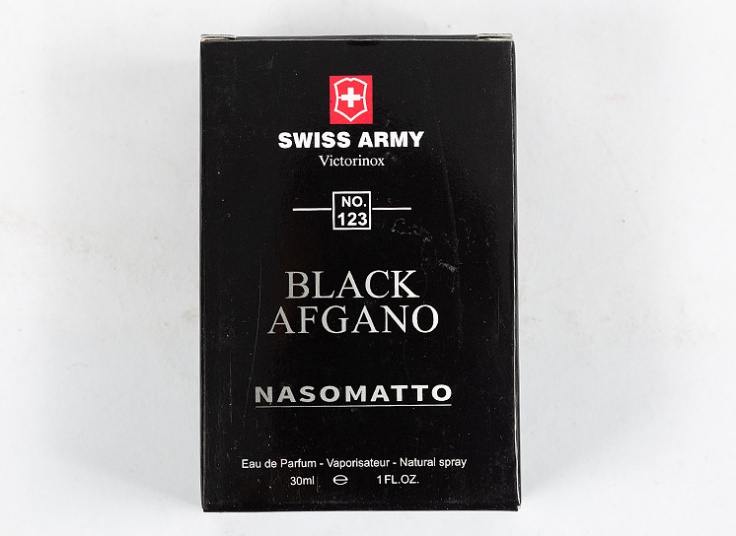 SWISS ARMY
Victorinox
NO.
123
BLACK
AFGANO
NASOMATTO
Eau de Parfum - Vaporisateur - Natural spray
30ml ℮ 1FL.OZ.